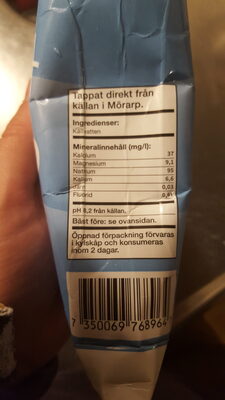 Tappat direkt från
källan i Mörarp.
Ingredienser:
Källvatten
Mineralinnehåll (mg/l):
Kalcium 37
Magnesium 9,1
Natrium 95
Kalium 6,6
Järn 0,03
Fluorid
pH 8,2 från källan.
Bäst före: se ovansidan.
Öppnad förpackning förvaras
i kylskåp och konsumeras
inom 2 dagar.
7 350069 768964